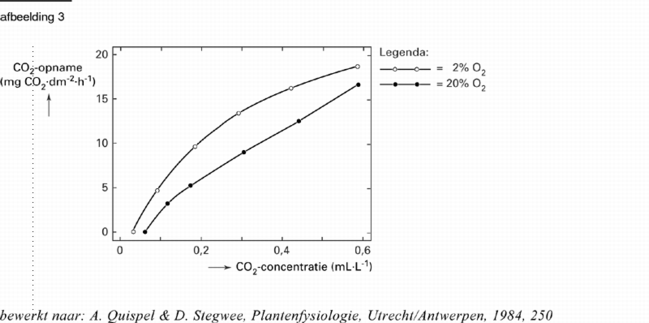 afbeelding 3
CO₂-opname
(mg CO₂·dm⁻²·h⁻¹)
20
15
10
5
0
0
0,2
0,4
0,6
CO₂-concentratie (mL·L⁻¹)
Legenda:
= 2% O₂
= 20% O₂
bewerkt naar: A. Quispel & D. Stegwee, Plantenfysiologie, Utrecht/Antwerpen, 1984, 250